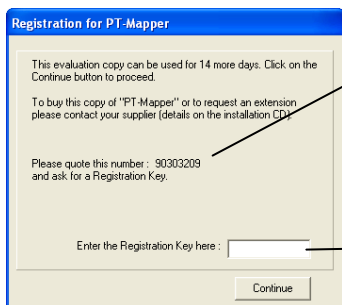 Registration for PT-Mapper
This evaluation copy can be used for 14 more days. Click on the
Continue button to proceed.
To buy this copy of "PT-Mapper" or to request an extension
please contact your supplier (details on the installation CD)
Please quote this number : 90303209
and ask for a Registration Key.
Enter the Registration Key here :
Continue